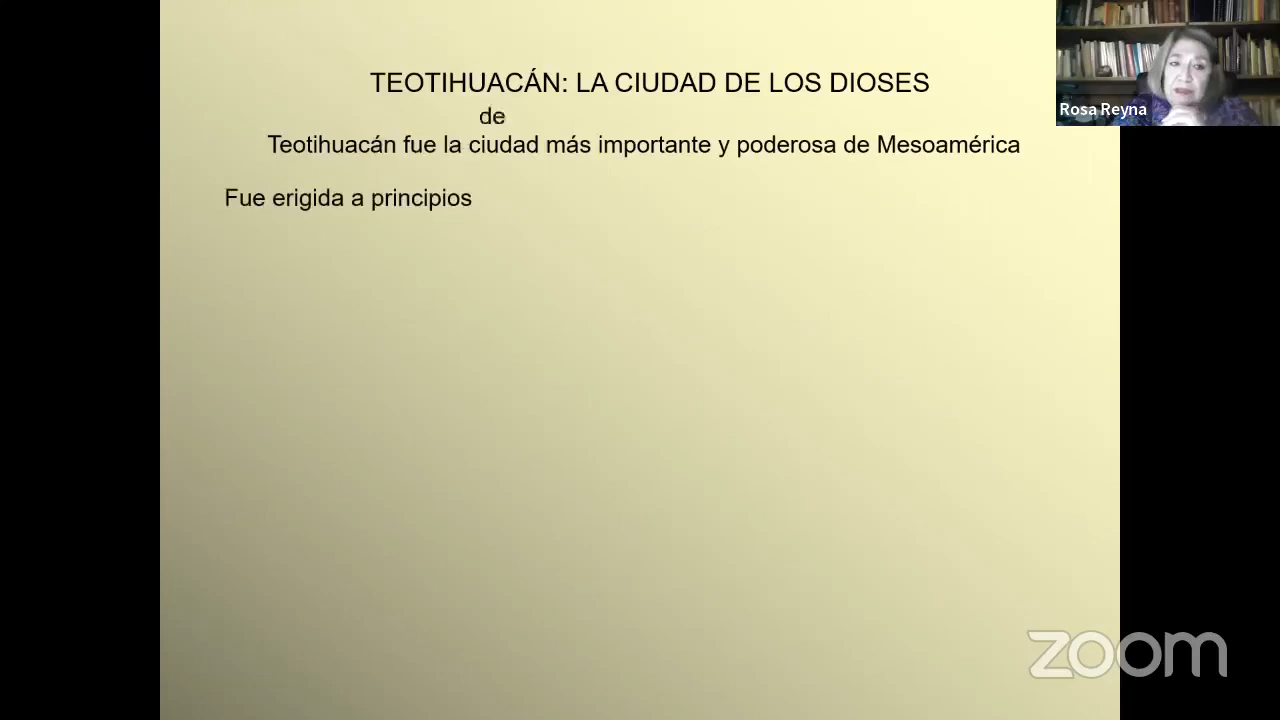 TEOTIHUACÁN: LA CIUDAD DE LOS DIOSES
de
Teotihuacán fue la ciudad más importante y poderosa de Mesoamérica
Fue erigida a principios
Rosa Reyna
zoom